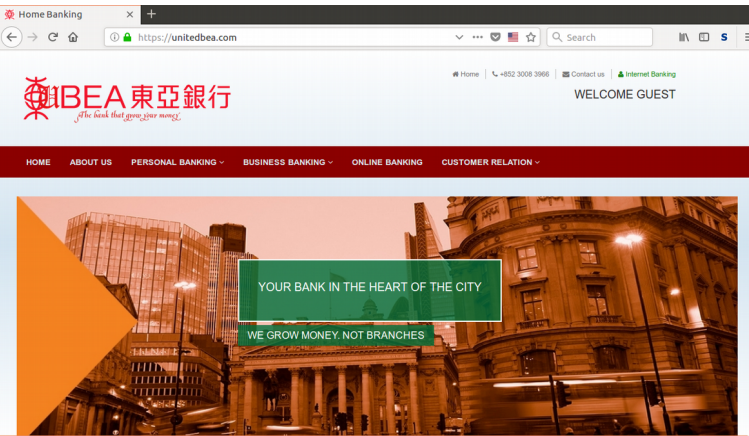 Home Banking
https://unitedbea.com
Search
Home
+852 3008 3966
Contact us
Internet Banking
BEA東亞銀行
The bank that grow your money.
WELCOME GUEST
HOME
ABOUT US
PERSONAL BANKING
BUSINESS BANKING
ONLINE BANKING
CUSTOMER RELATION
YOUR BANK IN THE HEART OF THE CITY
WE GROW MONEY. NOT BRANCHES